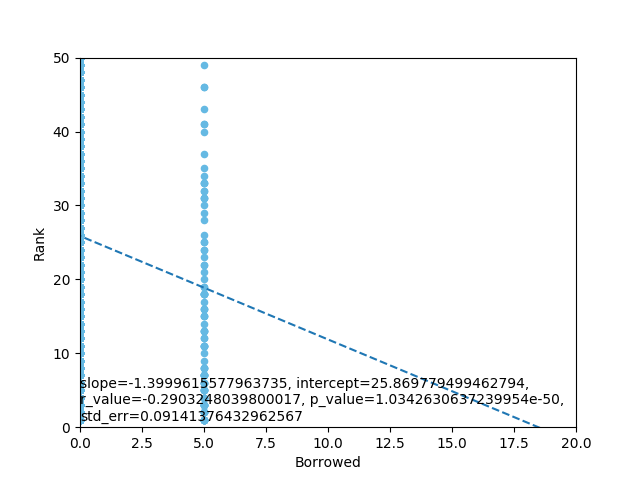 50
40
30
20
10
0
Rank
slope=-1.3999615577963735, intercept=25.869779499462794,
r_value=-0.2903248039800017, p_value=1.0342630637239954e-50,
std_err=0.09141376432962567
0.0 2.5 5.0 7.5 10.0 12.5 15.0 17.5 20.0
Borrowed